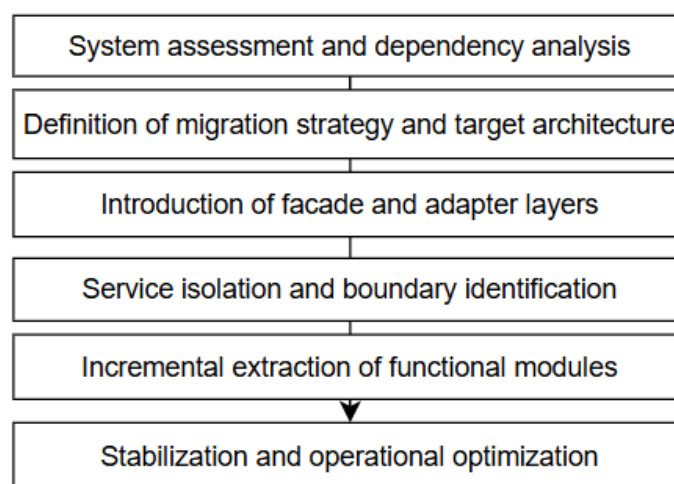 System assessment and dependency analysis
Definition of migration strategy and target architecture
Introduction of facade and adapter layers
Service isolation and boundary identification
Incremental extraction of functional modules
Stabilization and operational optimization